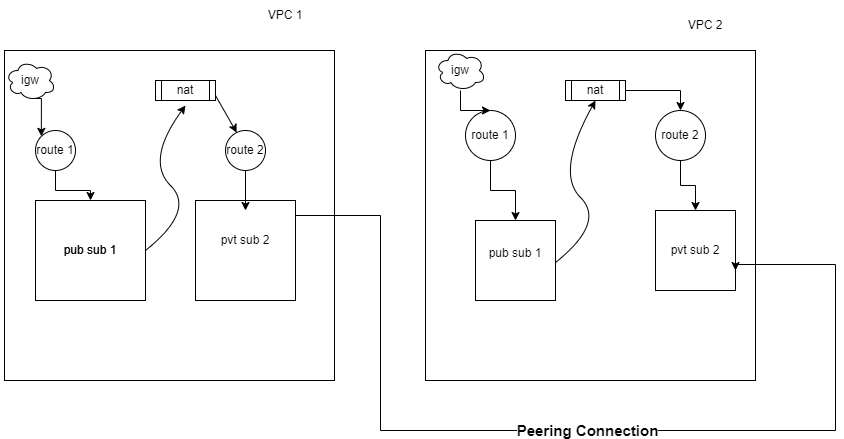 VPC 1
VPC 2
igw
nat
route 1
route 2
pub sub 1
pvt sub 2
igw
nat
route 1
route 2
pub sub 1
pvt sub 2
Peering Connection